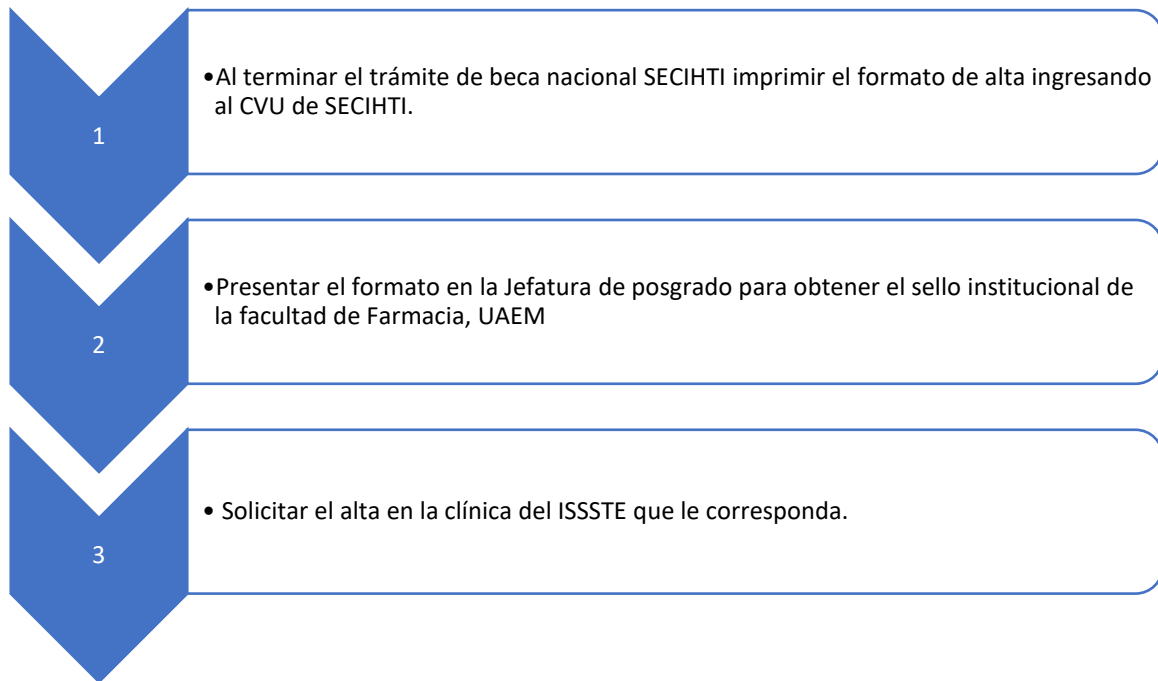 1
•Al terminar el trámite de beca nacional SECIHTI imprimir el formato de alta ingresando
al CVU de SECIHTI.
2
•Presentar el formato en la Jefatura de posgrado para obtener el sello institucional de
la facultad de Farmacia, UAEM
3
• Solicitar el alta en la clínica del ISSSTE que le corresponda.